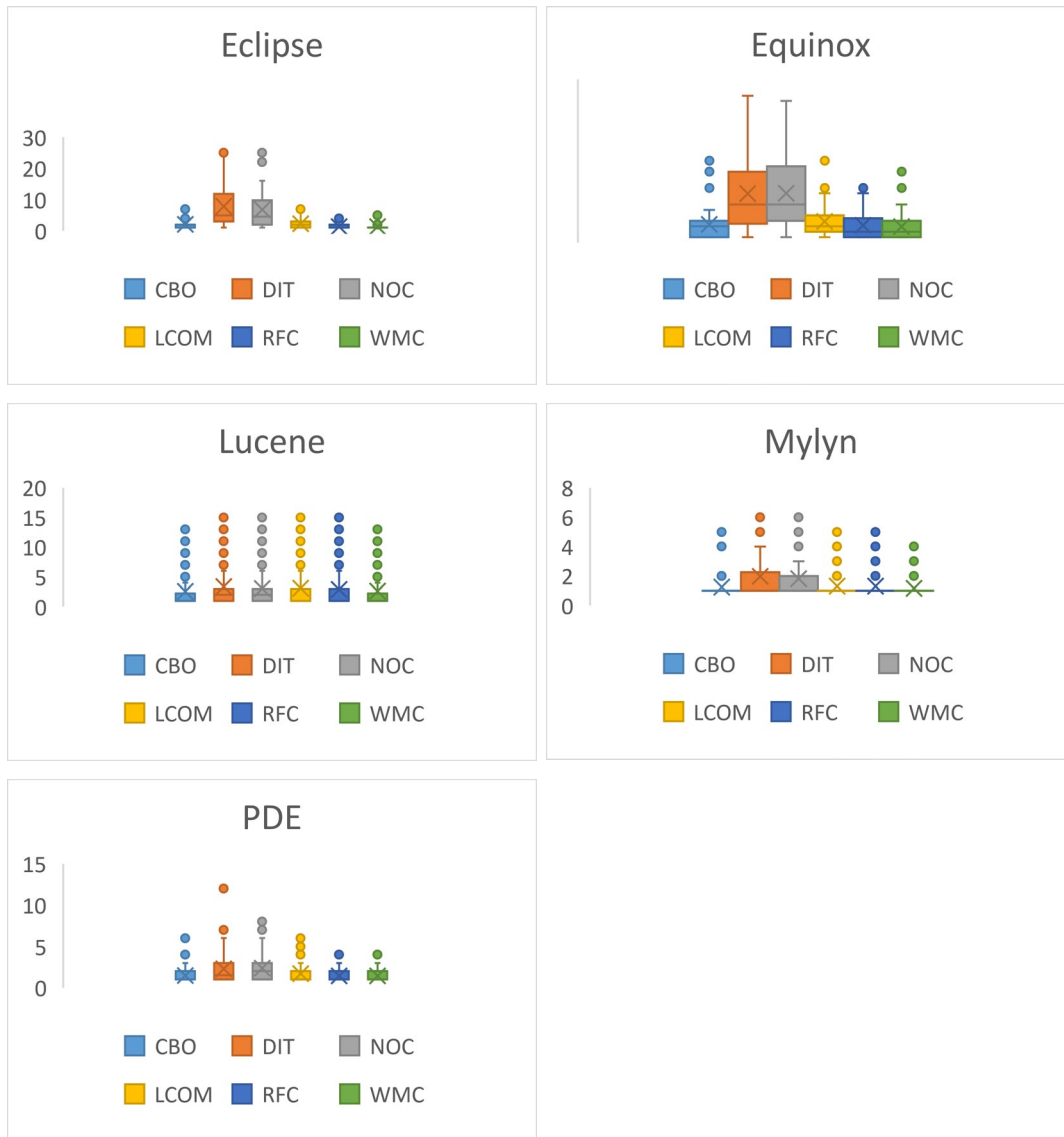 Eclipse
30
20
10
0
CBO DIT NOC
LCOM RFC WMC
Equinox
CBO DIT NOC
LCOM RFC WMC
Lucene
20
15
10
5
0
CBO DIT NOC
LCOM RFC WMC
Mylyn
8
6
4
2
0
CBO DIT NOC
LCOM RFC WMC
PDE
15
10
5
0
CBO DIT NOC
LCOM RFC WMC